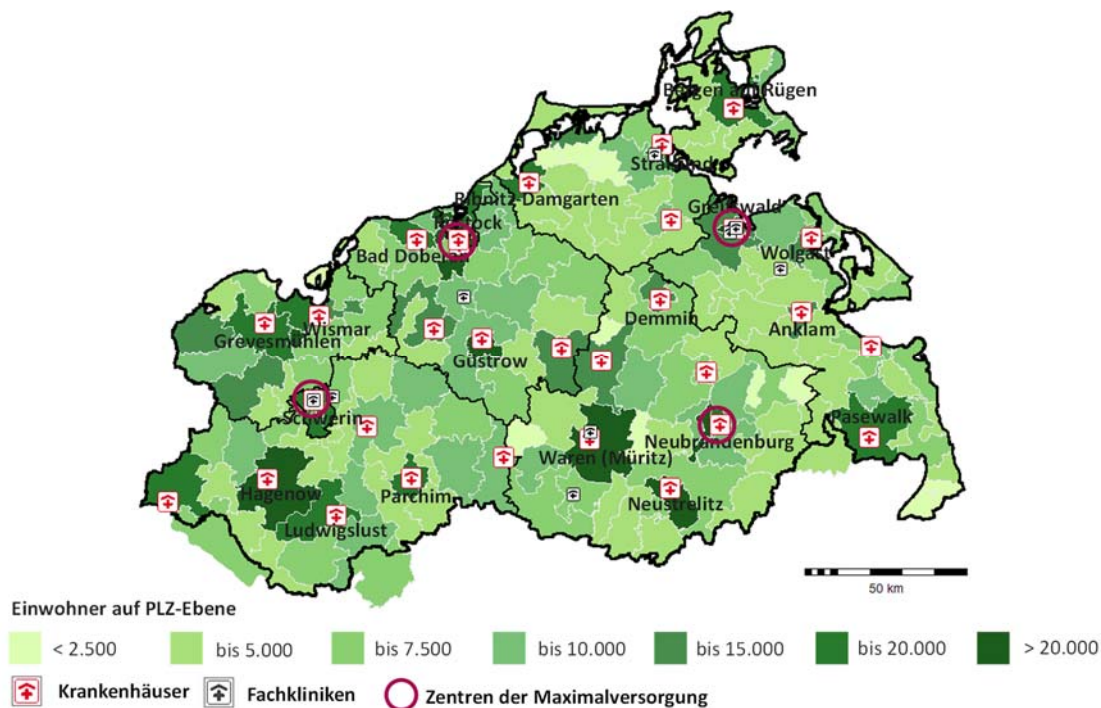 Bergen auf Rügen
Stralsund
Ribnitz-Damgarten
Greifswald
Rostock
Bad Doberan
Wolgast
Demmin
Anklam
Wismar
Grevesmühlen
Güstrow
Schwerin
Pasewalk
Neubrandenburg
Waren (Müritz)
Hagenow
Parchim
Neustrelitz
Ludwigslust
50 km
Einwohner auf PLZ-Ebene
< 2.500 bis 5.000 bis 7.500 bis 10.000 bis 15.000 bis 20.000 > 20.000
Krankenhäuser Fachkliniken Zentren der Maximalversorgung